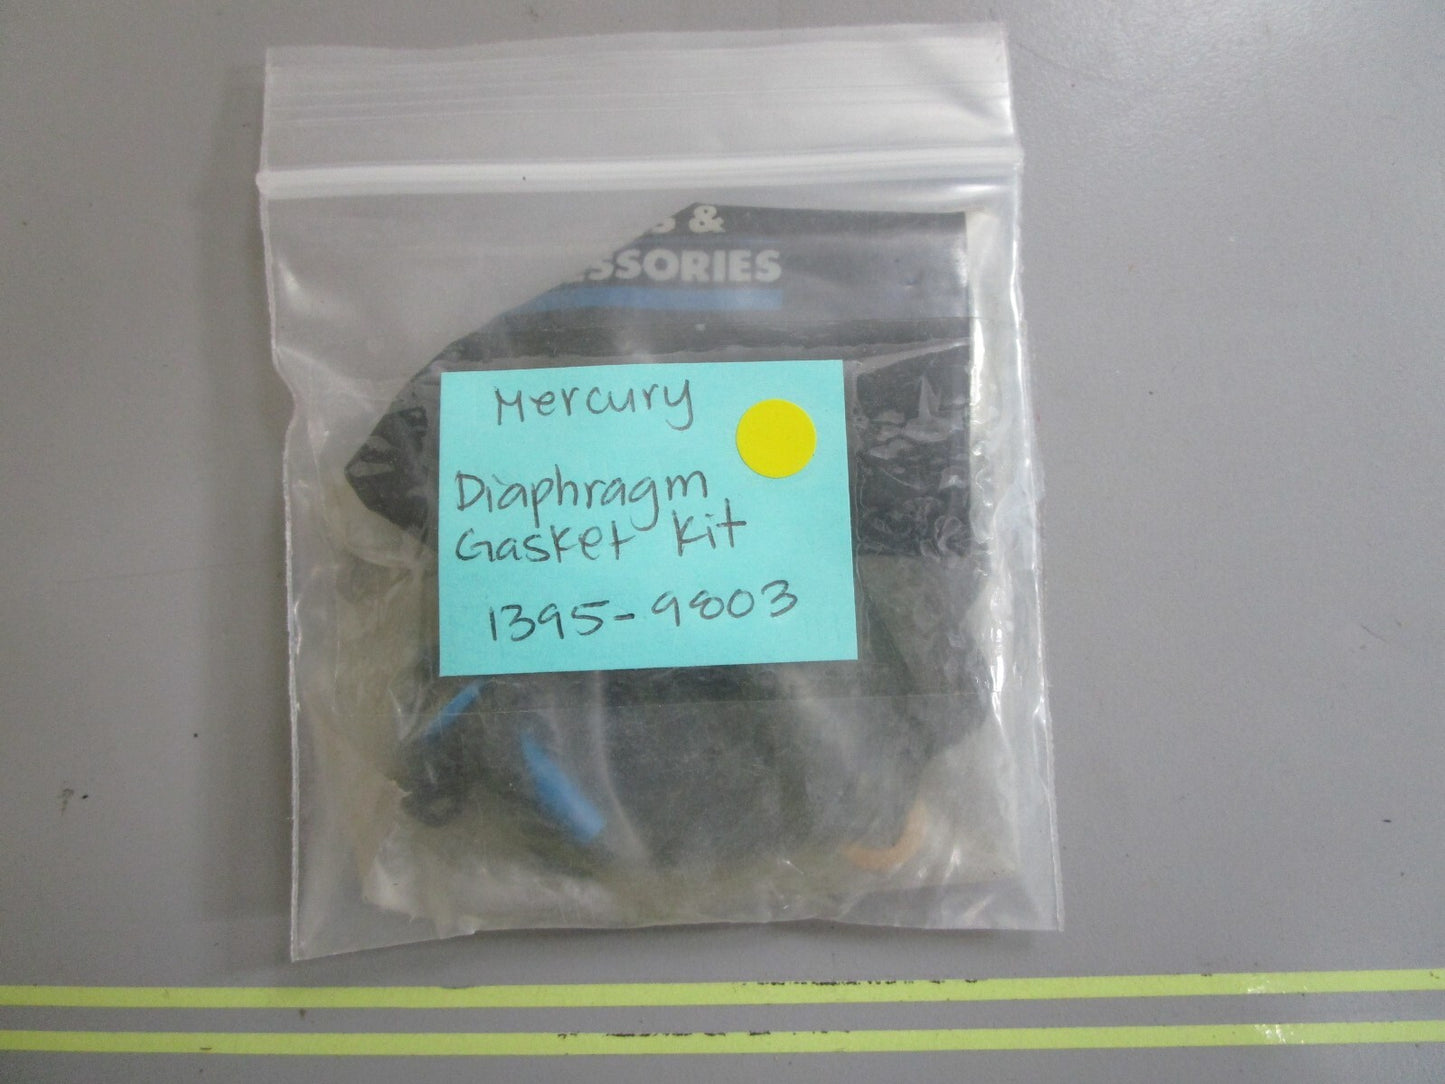 &
SSORIES
Mercury
Diaphragm
Gasket Kit
1395-9803